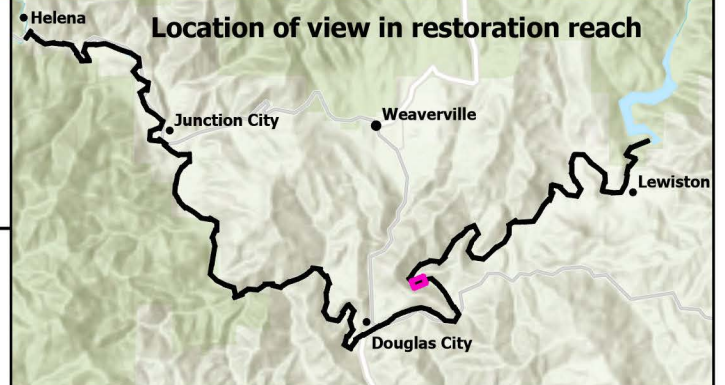 Location of view in restoration reach
Helena
Junction City
Weaverville
Lewiston
Douglas City